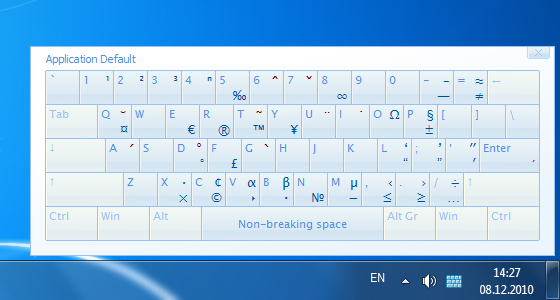 Application Default
` 1 ¹ 2 ² 3 ³ 4 ⁿ 5 ‰ 6 ˆ 7 ˇ 8 ∞ 9 0 - – — = ≈ ≠ ←
Tab Q ˘ ¤ W E € R ® T ˜ ™ Y ¥ U ¨ I ˙ O Ω P § ± [ ] \
↓ A ´ S D ° ˚ F £ G ` H J K L ‘ “ ; ’ ” ' ″ ′ Enter
↑ Z X · × C ¢ © V α B β · N № M µ ‰ , ‹ ≤ . › ≥ / ÷ … ↑
Ctrl Win Alt Non-breaking space Alt Gr Win Ctrl
EN 14:27
08.12.2010